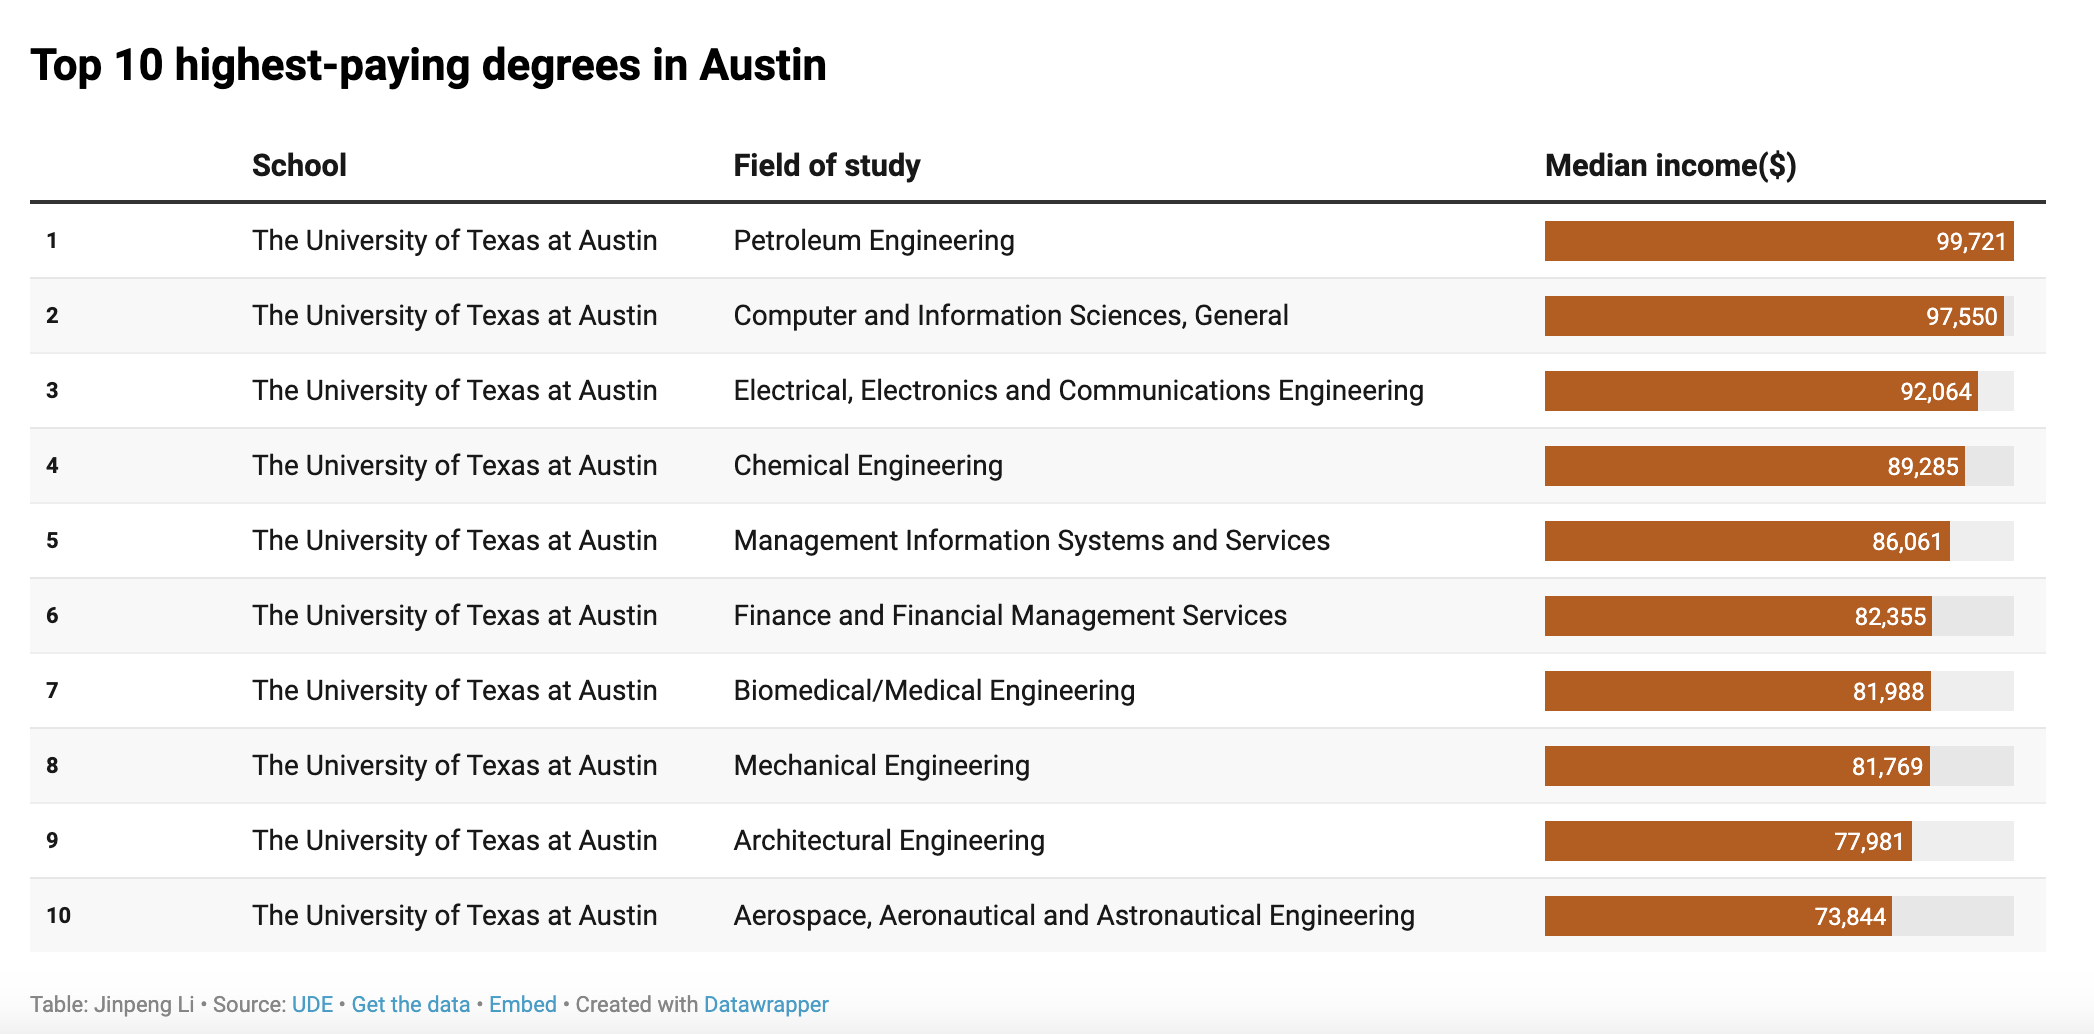 Top 10 highest-paying degrees in Austin
School Field of study Median income($)
1 The University of Texas at Austin Petroleum Engineering 99,721
2 The University of Texas at Austin Computer and Information Sciences, General 97,550
3 The University of Texas at Austin Electrical, Electronics and Communications Engineering 92,064
4 The University of Texas at Austin Chemical Engineering 89,285
5 The University of Texas at Austin Management Information Systems and Services 86,061
6 The University of Texas at Austin Finance and Financial Management Services 82,355
7 The University of Texas at Austin Biomedical/Medical Engineering 81,988
8 The University of Texas at Austin Mechanical Engineering 81,769
9 The University of Texas at Austin Architectural Engineering 77,981
10 The University of Texas at Austin Aerospace, Aeronautical and Astronautical Engineering 73,844
Table: Jinpeng Li • Source: UDE • Get the data • Embed • Created with Datawrapper